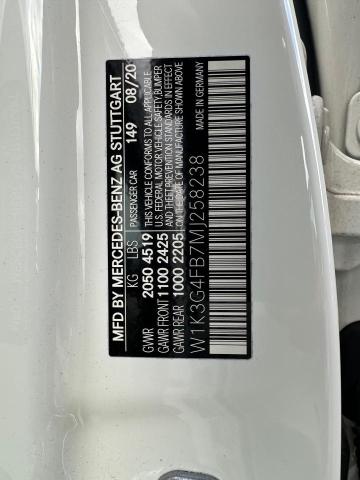 MFD BY MERCEDES-BENZ AG STUTTGART
PASSENGER CAR 149 08/20
KG LBS
GVWR 2050 4519
GAWR FRONT 1100 2425
GAWR REAR 1000 2205
THIS VEHICLE CONFORMS TO ALL APPLICABLE
U.S. FEDERAL MOTOR VEHICLE SAFETY,BUMPER,
AND THEFT PREVENTION STANDARDS IN EFFECT
ON THE DATE OF MANUFACTURE SHOWN ABOVE
W1K3G4FB7MJ258238
MADE IN GERMANY